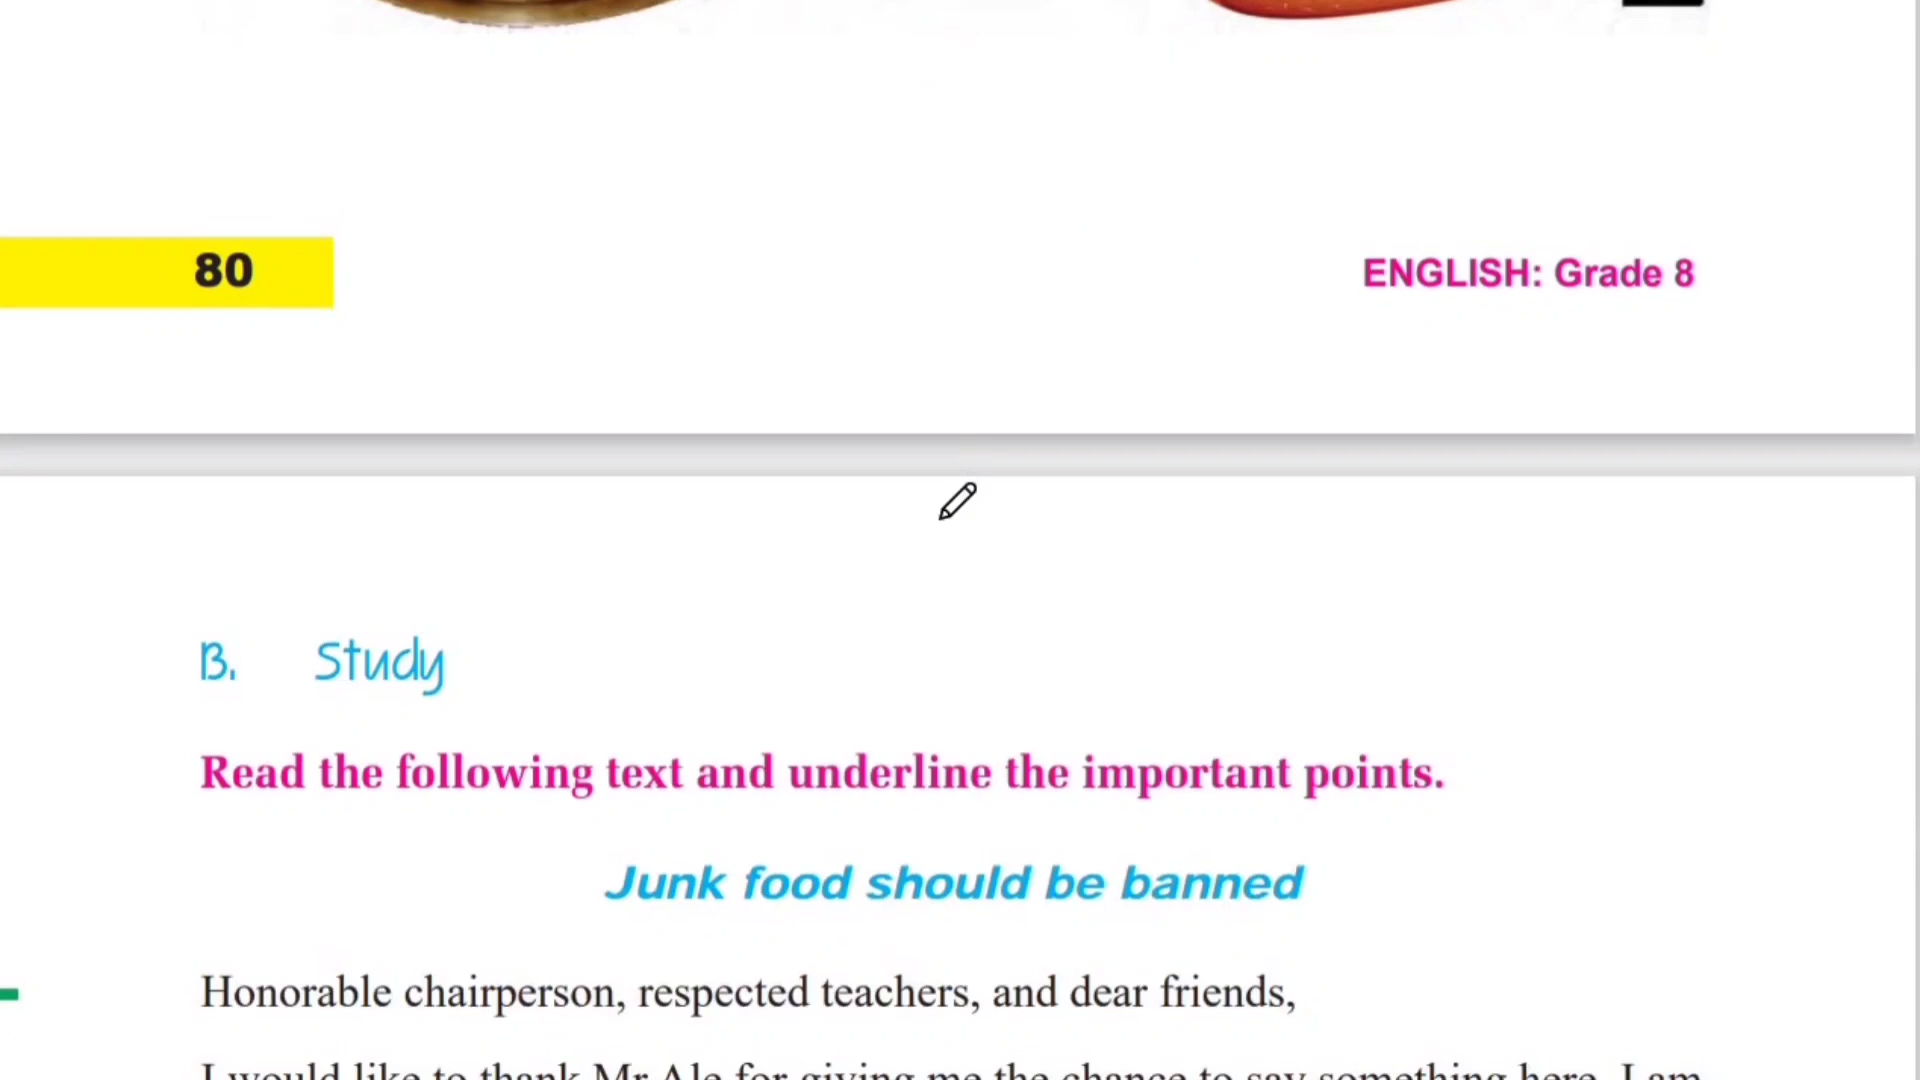 80
ENGLISH: Grade 8
B. Study
Read the following text and underline the important points.
Junk food should be banned
Honorable chairperson, respected teachers, and dear friends,
I would like to thank Mr Ale for giving me the chance to say something here. I am